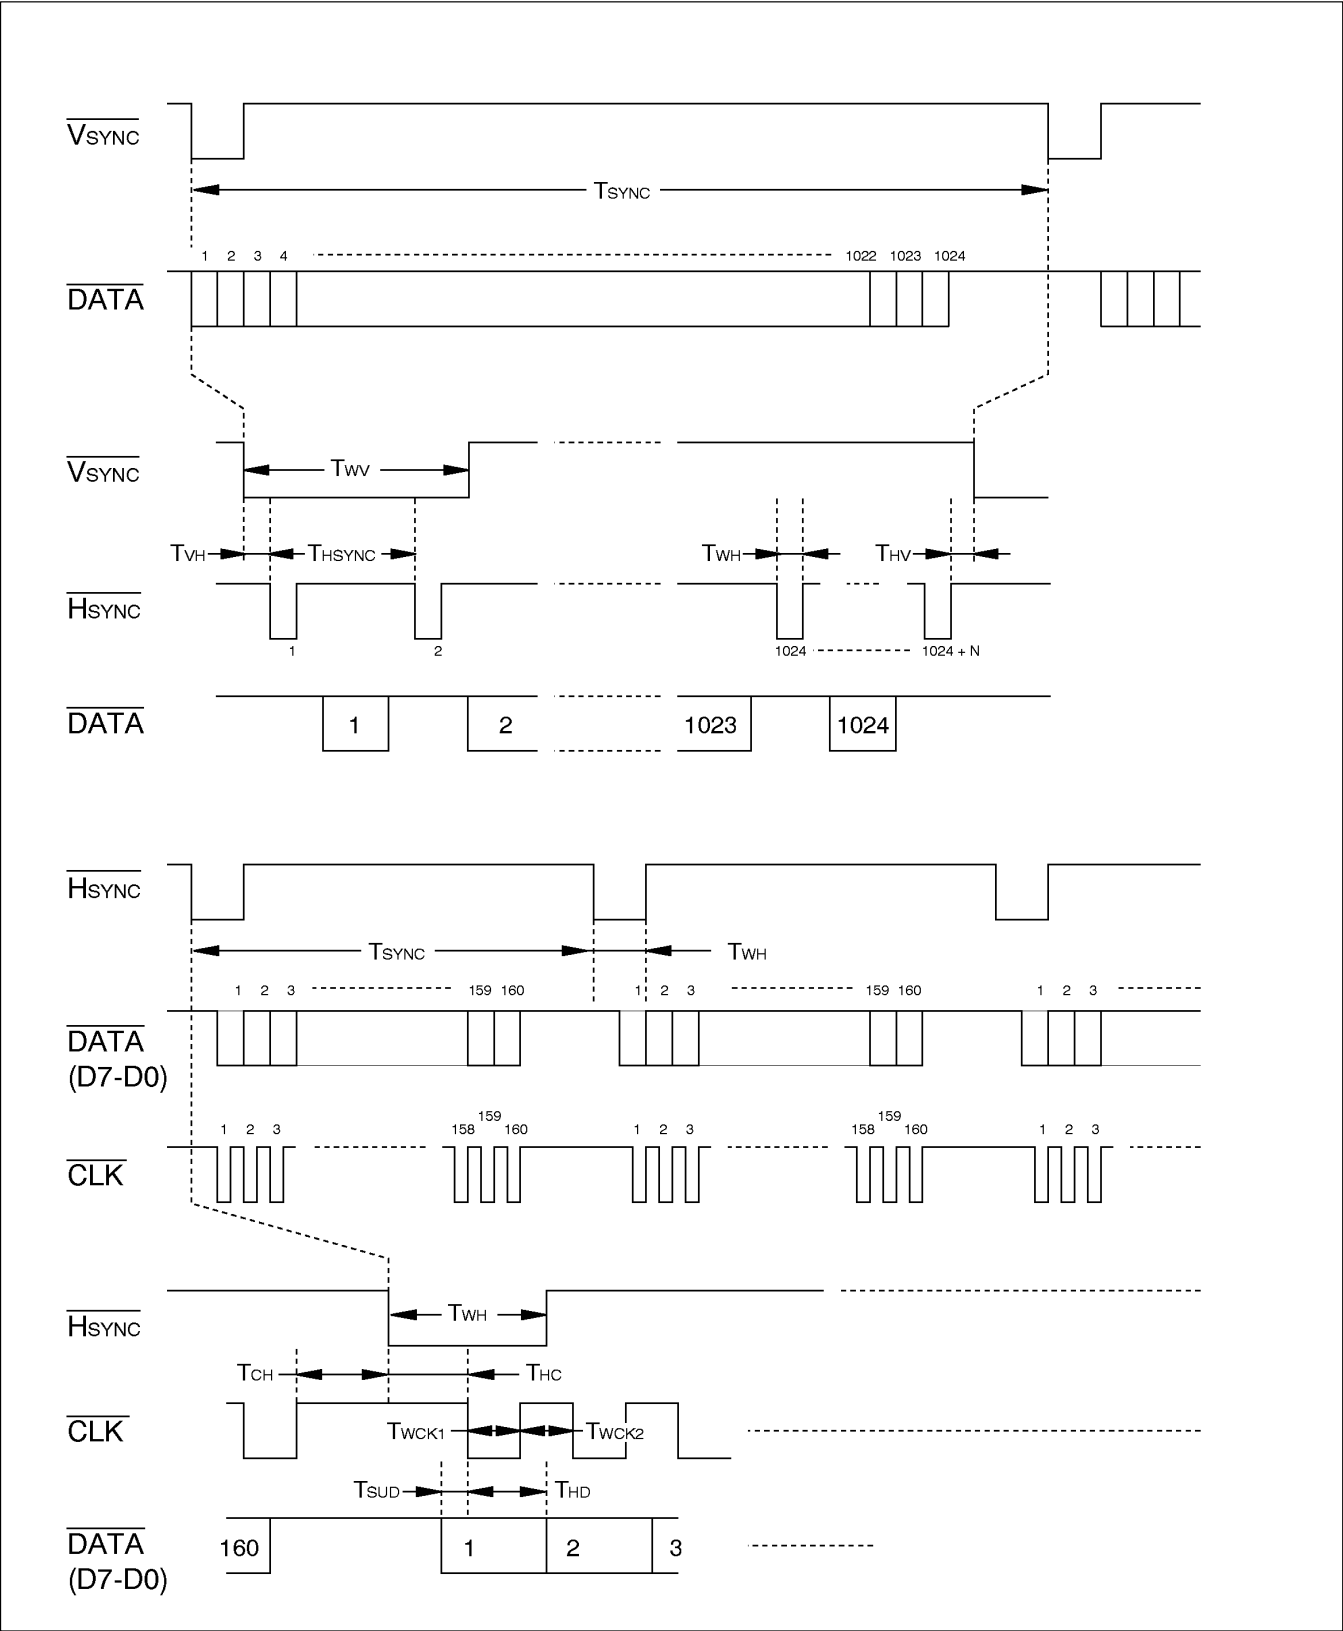 VSYNC
TSYNC
1 2 3 4 1022 1023 1024
DATA
VSYNC
TWV
TVH THSYNC TWH THV
HSYNC
1 2 1024 1024 + N
DATA
1 2 1023 1024
HSYNC
TSYNC TWH
1 2 3 159 160 1 2 3 159 160 1 2 3
DATA
(D7-D0)
159 159
1 2 3 158 160 1 2 3 158 160 1 2 3
CLK
HSYNC
TWH
TCH THC
CLK
TWCK1 TWCK2
TSUD THD
DATA
(D7-D0)
160 1 2 3